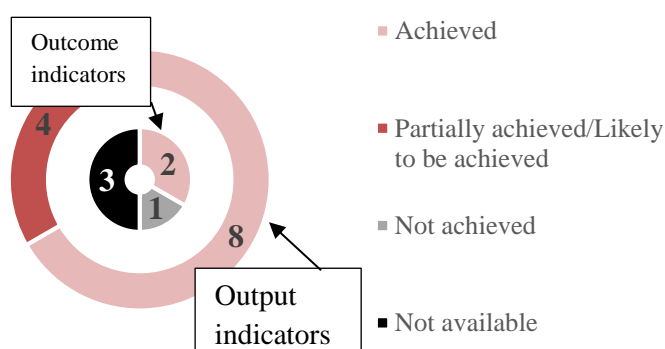 Outcome
indicators
4
3
2
1
8
Output
indicators
Achieved
Partially achieved/Likely
to be achieved
Not achieved
Not available